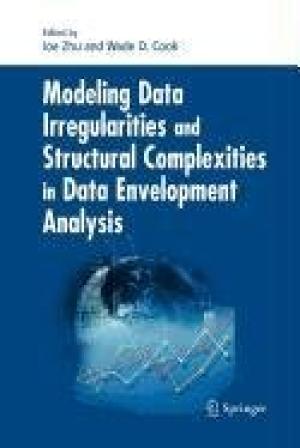 Edited by
Joe Zhu and Wade D. Cook
Modeling Data
Irregularities and
Structural Complexities
in Data Envelopment
Analysis
Springer